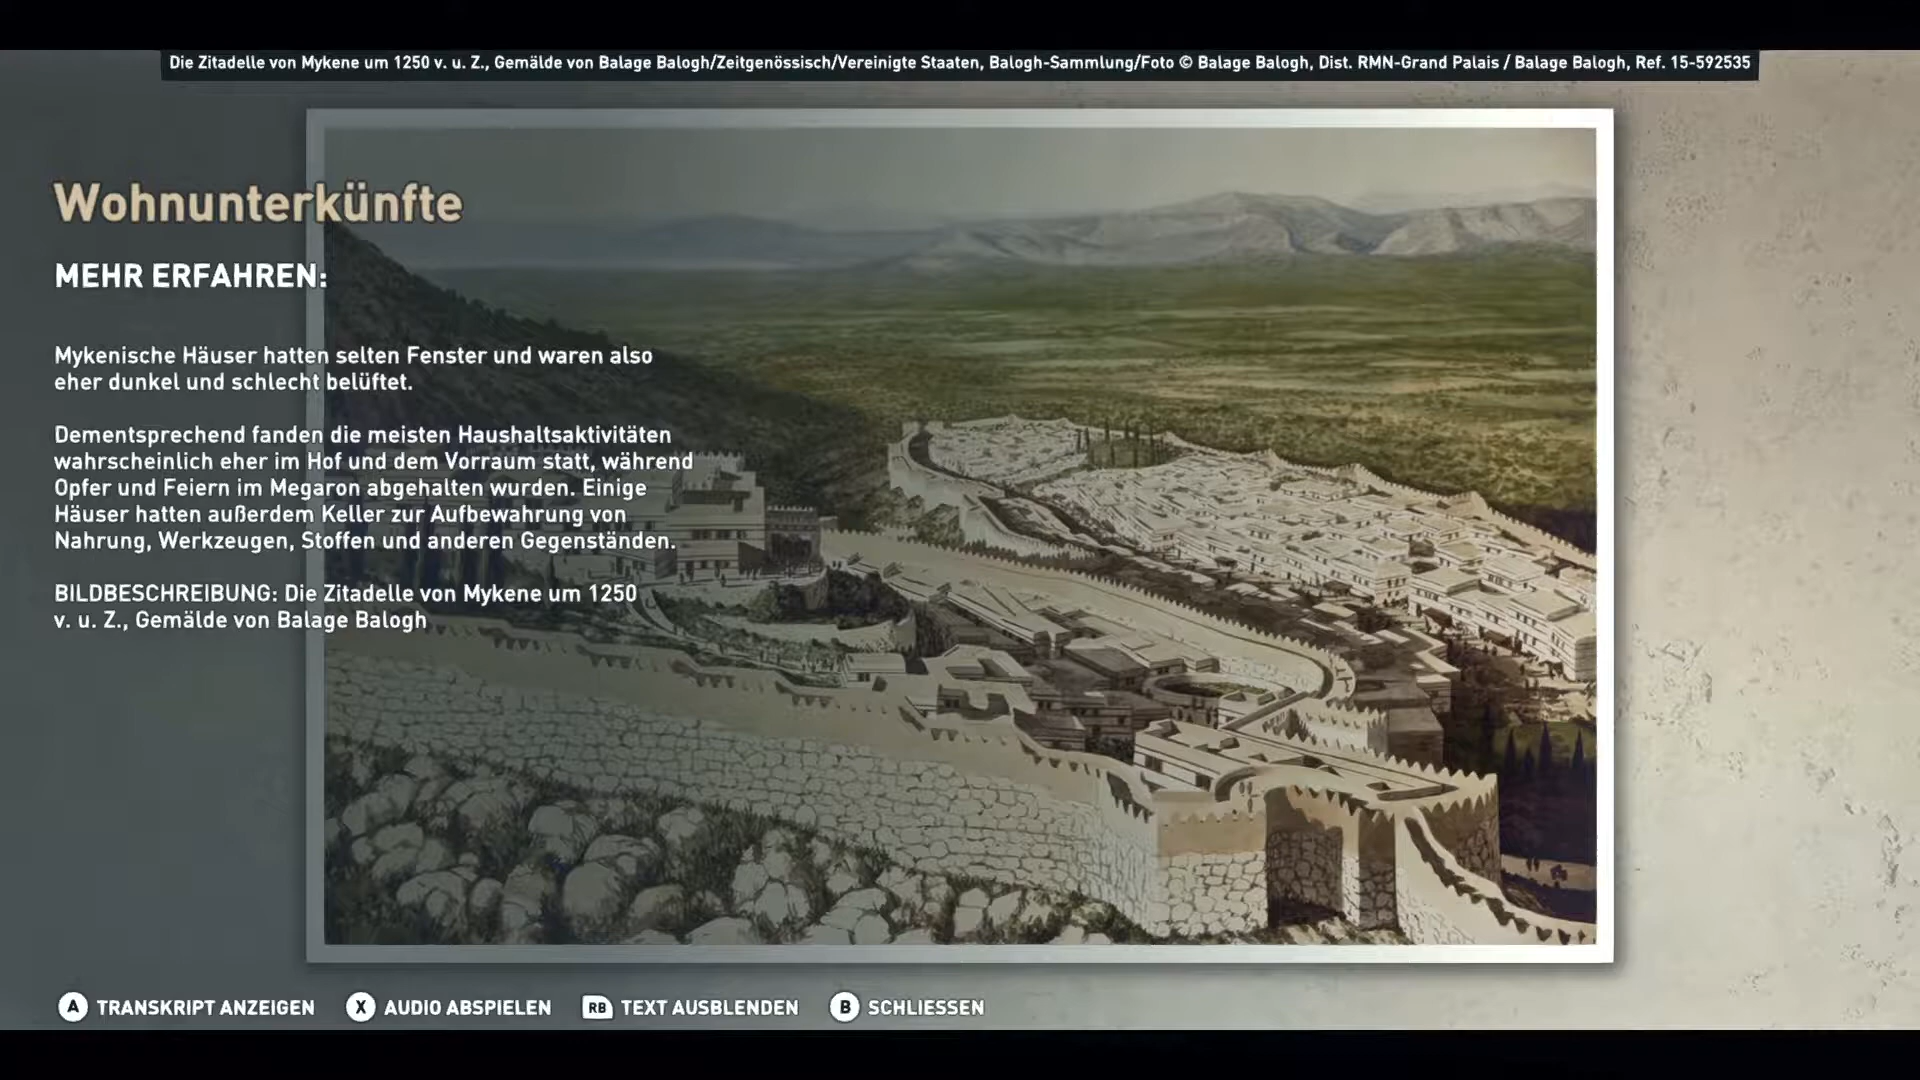 Die Zitadelle von Mykene um 1250 v. u. Z., Gemälde von Balage Balogh/Zeitgenössisch/Vereinigte Staaten, Balogh-Sammlung/Foto © Balage Balogh, Dist. RMN-Grand Palais / Balage Balogh, Ref. 15-592535
Wohnunterkünfte
MEHR ERFAHREN:
Mykenische Häuser hatten selten Fenster und waren also
eher dunkel und schlecht belüftet.
Dementsprechend fanden die meisten Haushaltsaktivitäten
wahrscheinlich eher im Hof und dem Vorraum statt, während
Opfer und Feiern im Megaron abgehalten wurden. Einige
Häuser hatten außerdem Keller zur Aufbewahrung von
Nahrung, Werkzeugen, Stoffen und anderen Gegenständen.
BILDBESCHREIBUNG: Die Zitadelle von Mykene um 1250
v. u. Z., Gemälde von Balage Balogh
A TRANSKRIPT ANZEIGEN X AUDIO ABSPIELEN RB TEXT AUSBLENDEN B SCHLIESSEN